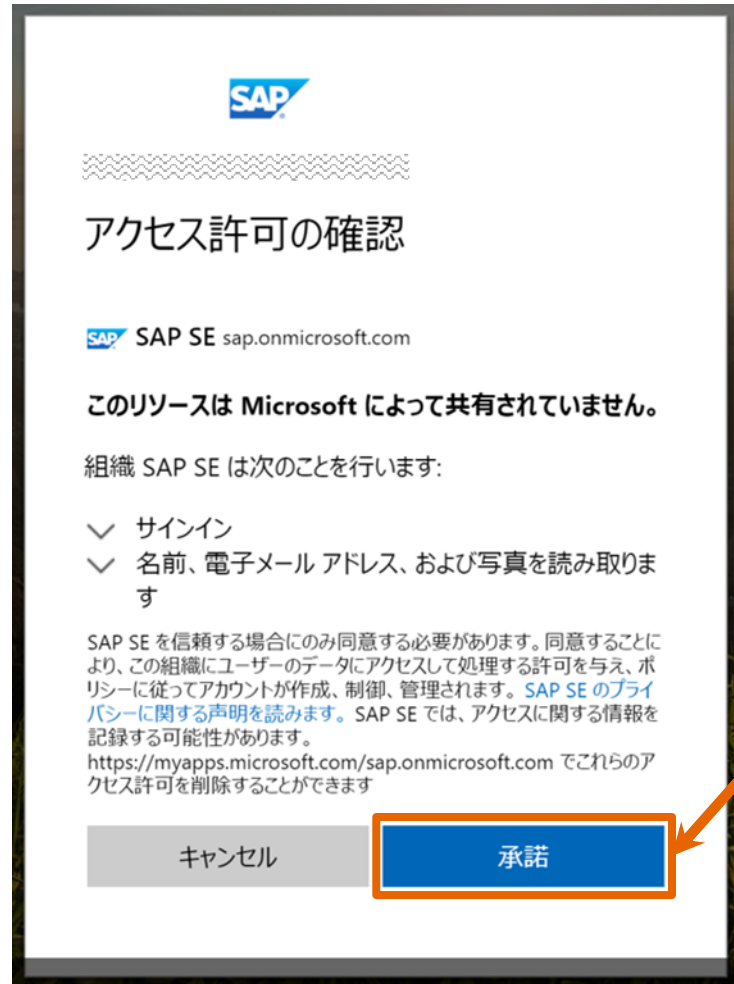 SAP
アクセス許可の確認
SAP SAP SE sap.onmicrosoft.com
このリソースは Microsoft によって共有されていません。
組織 SAP SE は次のことを行います:
サインイン
名前、電子メール アドレス、および写真を読み取りま
す
SAP SE を信頼する場合にのみ同意する必要があります。同意することに
より、この組織にユーザーのデータにアクセスして処理する許可を与え、ポ
リシーに従ってアカウントが作成、制御、管理されます。SAP SE のプライ
バシーに関する声明を読みます。SAP SE では、アクセスに関する情報を
記録する可能性があります。
https://myapps.microsoft.com/sap.onmicrosoft.com でこれらのア
クセス許可を削除することができます
キャンセル
承諾